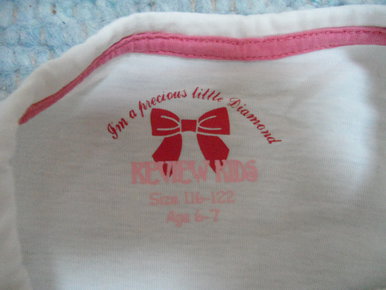 I'm a precious little Diamond
REVIEW KIDS
Size 116-122
Age 6-7